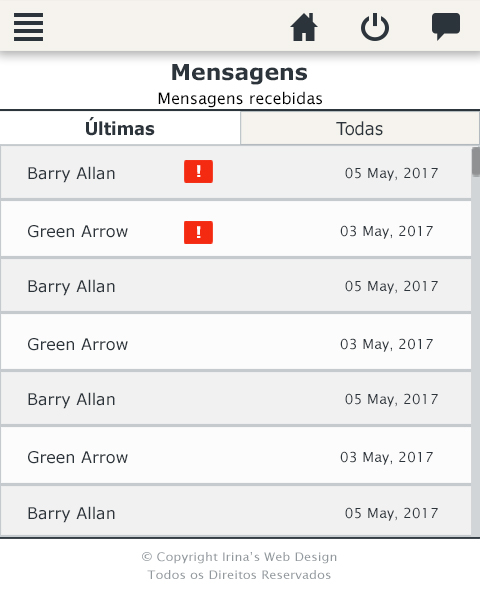 Mensagens
Mensagens recebidas
Últimas Todas
Barry Allan ! 05 May, 2017
Green Arrow ! 03 May, 2017
Barry Allan 05 May, 2017
Green Arrow 03 May, 2017
Barry Allan 05 May, 2017
Green Arrow 03 May, 2017
Barry Allan 05 May, 2017
© Copyright Irina's Web Design
Todos os Direitos Reservados